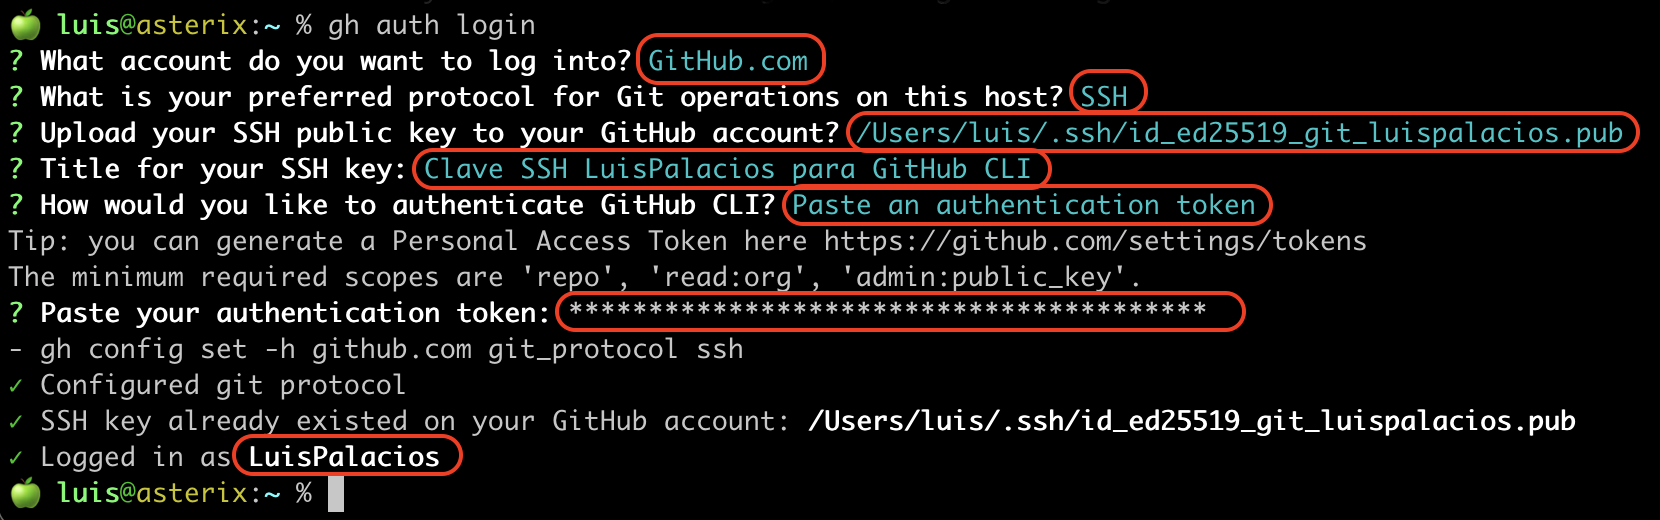 luis@asterix:~ % gh auth login
? What account do you want to log into? GitHub.com
? What is your preferred protocol for Git operations on this host? SSH
? Upload your SSH public key to your GitHub account? /Users/luis/.ssh/id_ed25519_git_luispalacios.pub
? Title for your SSH key: Clave SSH LuisPalacios para GitHub CLI
? How would you like to authenticate GitHub CLI? Paste an authentication token
Tip: you can generate a Personal Access Token here https://github.com/settings/tokens
The minimum required scopes are 'repo', 'read:org', 'admin:public_key'.
? Paste your authentication token: ****************************************
- gh config set -h github.com git_protocol ssh
✓ Configured git protocol
✓ SSH key already existed on your GitHub account: /Users/luis/.ssh/id_ed25519_git_luispalacios.pub
✓ Logged in as LuisPalacios
luis@asterix:~ %